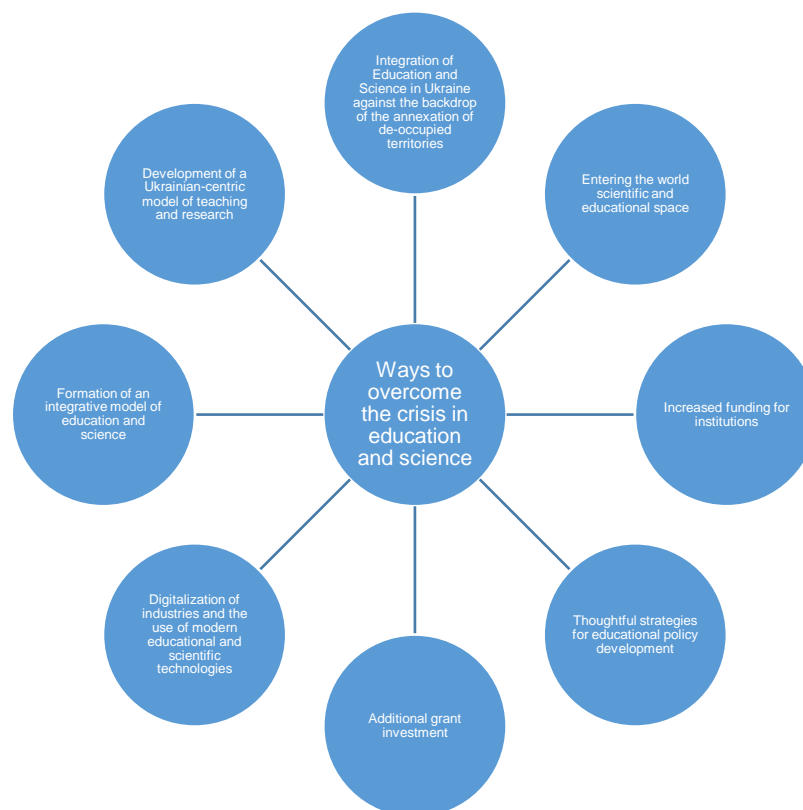 Integration of
Education and
Science in Ukraine
against the backdrop
of the annexation of
de-occupied
territories
Entering the world
scientific and
educational space
Increased funding for
institutions
Thoughtful strategies
for educational policy
development
Additional grant
investment
Digitalization of
industries and the
use of modern
educational and
scientific
technologies
Formation of an
integrative model of
education and
science
Development of a
Ukrainian-centric
model of teaching
and research
Ways to
overcome
the crisis in
education
and science